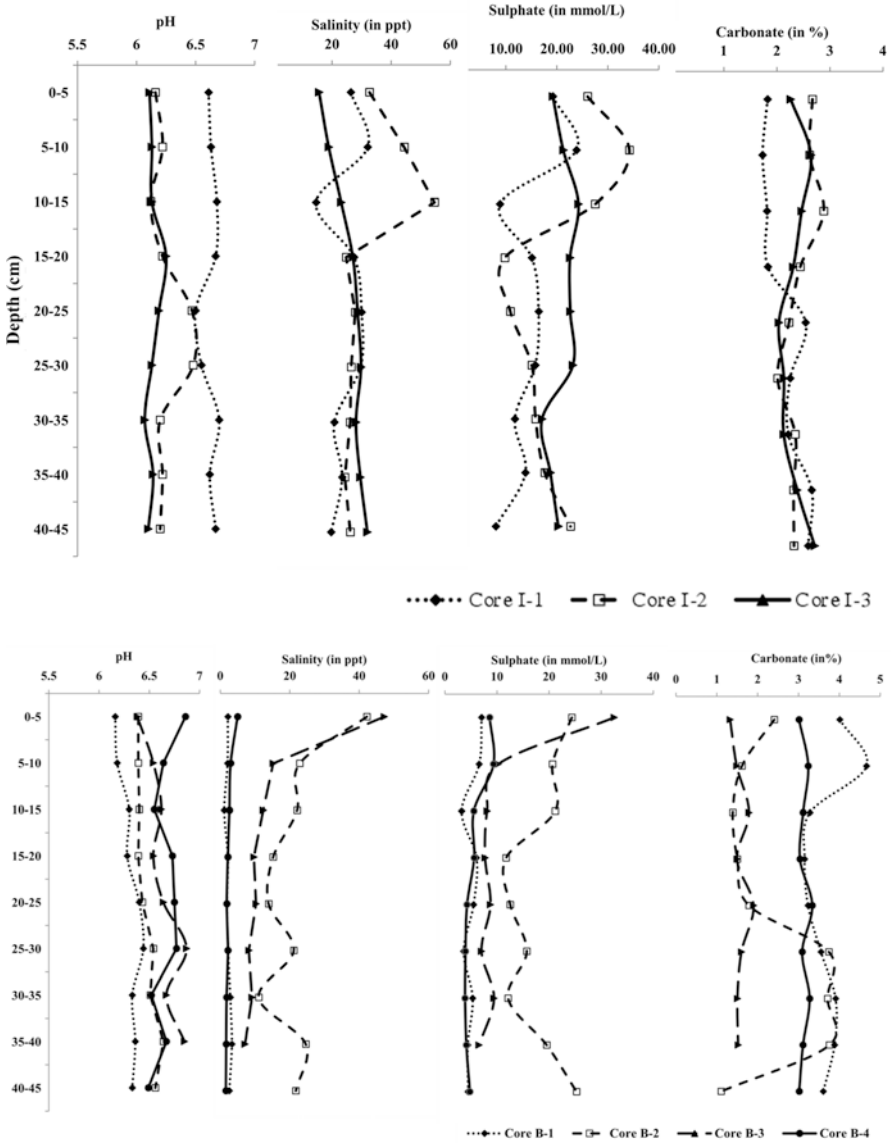 pH
5.5 6 6.5 7
Salinity (in ppt)
20 40 60
Sulphate (in mmol/L)
10.00 20.00 30.00 40.00
Carbonate (in %)
1 2 3 4
Depth (cm)
0-5
5-10
10-15
15-20
20-25
25-30
30-35
35-40
40-45
Core I-1 Core I-2 Core I-3
pH
5.5 6 6.5 7
Salinity (in ppt)
0 20 40 60
Sulphate (in mmol/L)
0 20 30 40
Carbonate (in%)
0 1 2 3 4 5
0-5
5-10
10-15
15-20
20-25
25-30
30-35
35-40
40-45
Core B-1 Core B-2 Core B-3 Core B-4